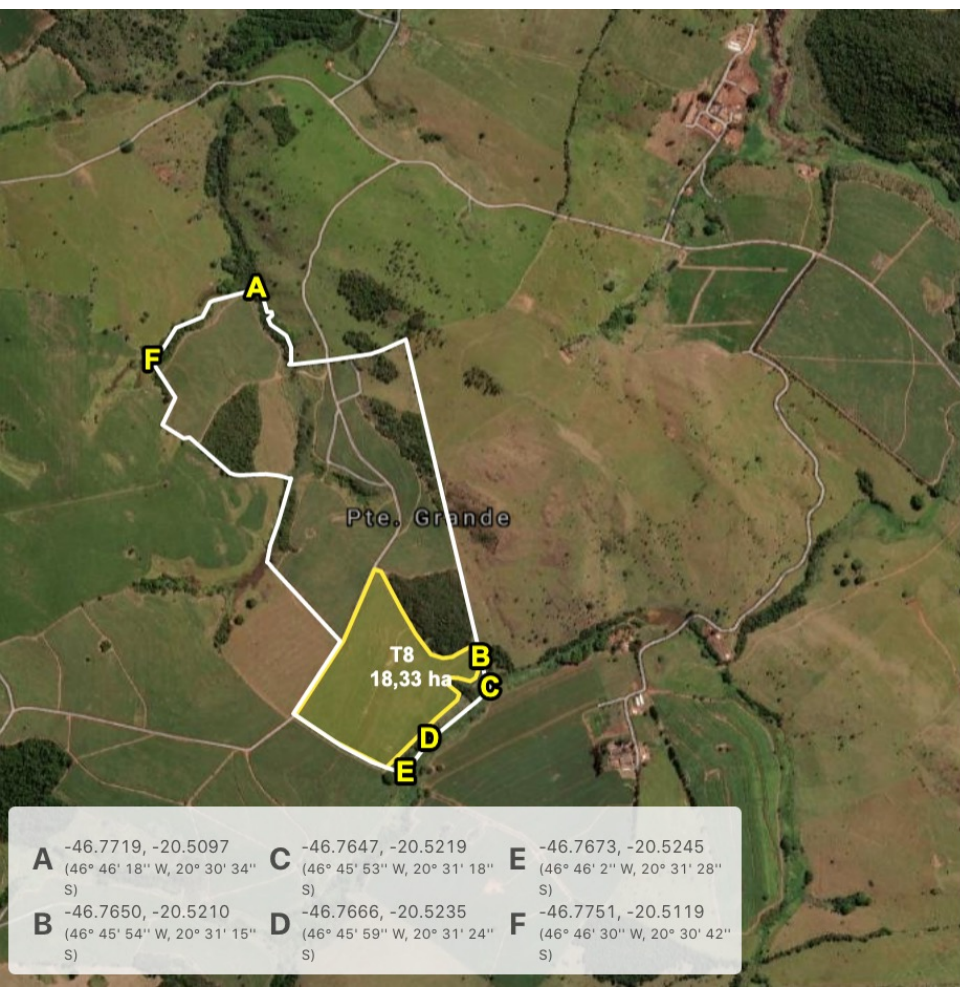 A
F
Pte. Grande
T8
18,33 ha
B
C
D
E
A -46.7719, -20.5097
(46° 46' 18'' W, 20° 30' 34''
S)
C -46.7647, -20.5219
(46° 45' 53'' W, 20° 31' 18''
S)
E -46.7673, -20.5245
(46° 46' 2'' W, 20° 31' 28''
S)
B -46.7650, -20.5210
(46° 45' 54'' W, 20° 31' 15''
S)
D -46.7666, -20.5235
(46° 45' 59'' W, 20° 31' 24''
S)
F -46.7751, -20.5119
(46° 46' 30'' W, 20° 30' 42''
S)